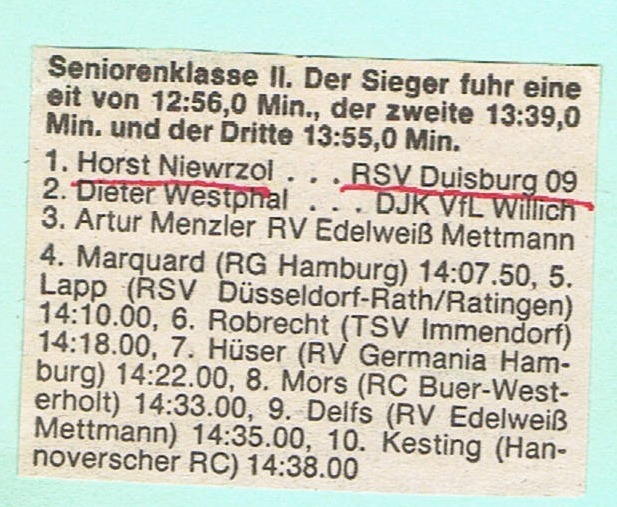 Seniorenklasse II. Der Sieger fuhr eine
eit von 12:56,0 Min., der zweite 13:39,0
Min. und der Dritte 13:55,0 Min.
1. Horst Niewrzol . . . RSV Duisburg 09
2. Dieter Westphal . . . DJK VfL Willich
3. Artur Menzler RV Edelweiß Mettmann
4. Marquard (RG Hamburg) 14:07.50, 5.
Lapp (RSV Düsseldorf-Rath/Ratingen)
14:10.00, 6. Robrecht (TSV Immendorf)
14:18.00, 7. Hüser (RV Germania Ham-
burg) 14:22.00, 8. Mors (RC Buer-West-
erholt) 14:33.00, 9. Delfs (RV Edelweiß
Mettmann) 14:35.00, 10. Kesting (Han-
noverscher RC) 14:38.00